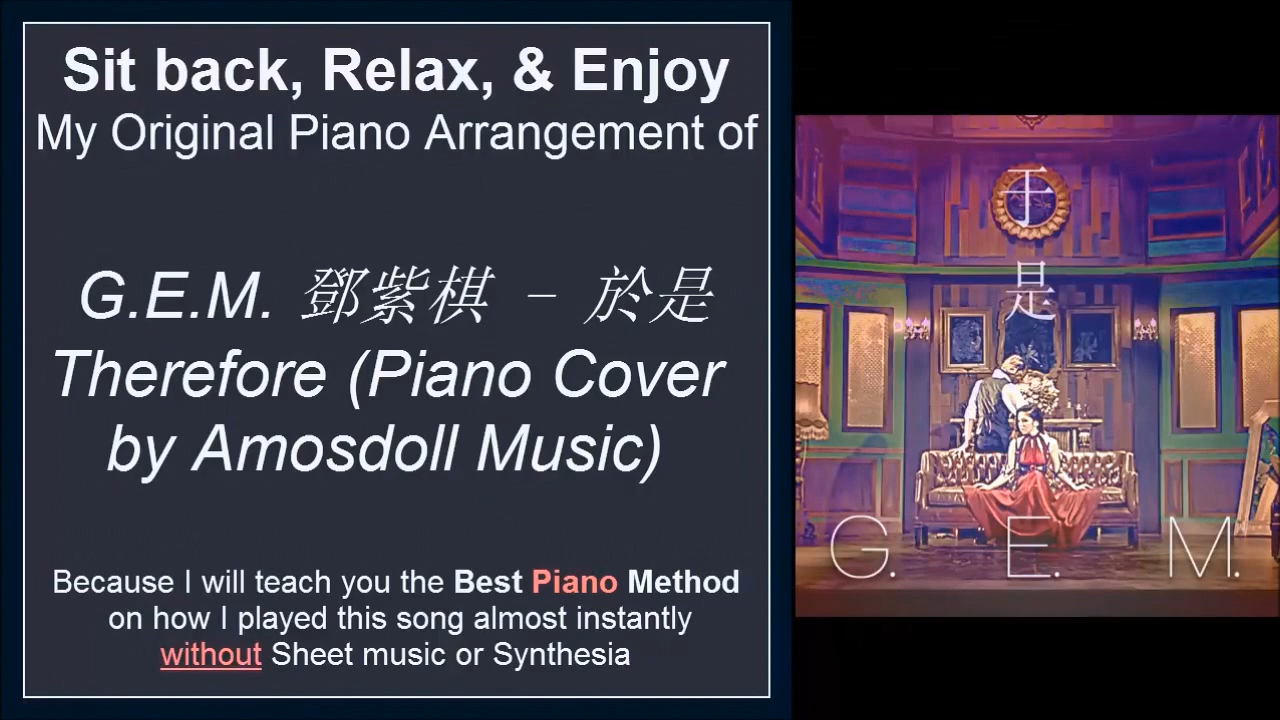 Sit back, Relax, & Enjoy
My Original Piano Arrangement of
G.E.M. 鄧紫棋 - 於是
Therefore (Piano Cover
by Amosdoll Music)
Because I will teach you the Best Piano Method
on how I played this song almost instantly
without Sheet music or Synthesia
于
是
G. E. M.